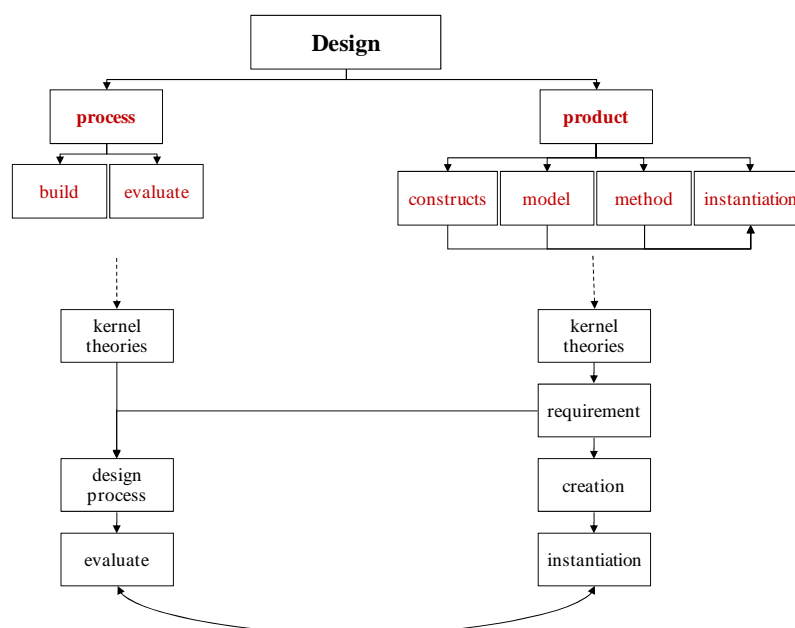 Design
process
product
build
evaluate
constructs
model
method
instantiation
kernel
theories
kernel
theories
requirement
design
process
creation
evaluate
instantiation